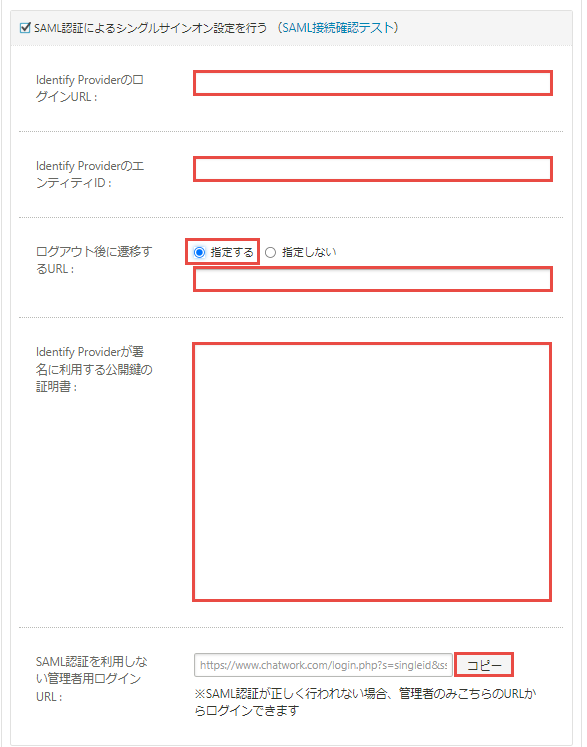 SAML認証によるシングルサインオン設定を行う （SAML接続確認テスト）
Identify Providerのロ
グインURL :
Identify Providerのエ
ンティティID :
ログアウト後に遷移す
るURL :
指定する 指定しない
Identify Providerが署
名に利用する公開鍵の
証明書 :
SAML認証を利用しな
い管理者用ログイン
URL :
https://www.chatwork.com/login.php?s=singleid&ss コピー
※SAML認証が正しく行われない場合、管理者のみこちらのURLか
らログインできます